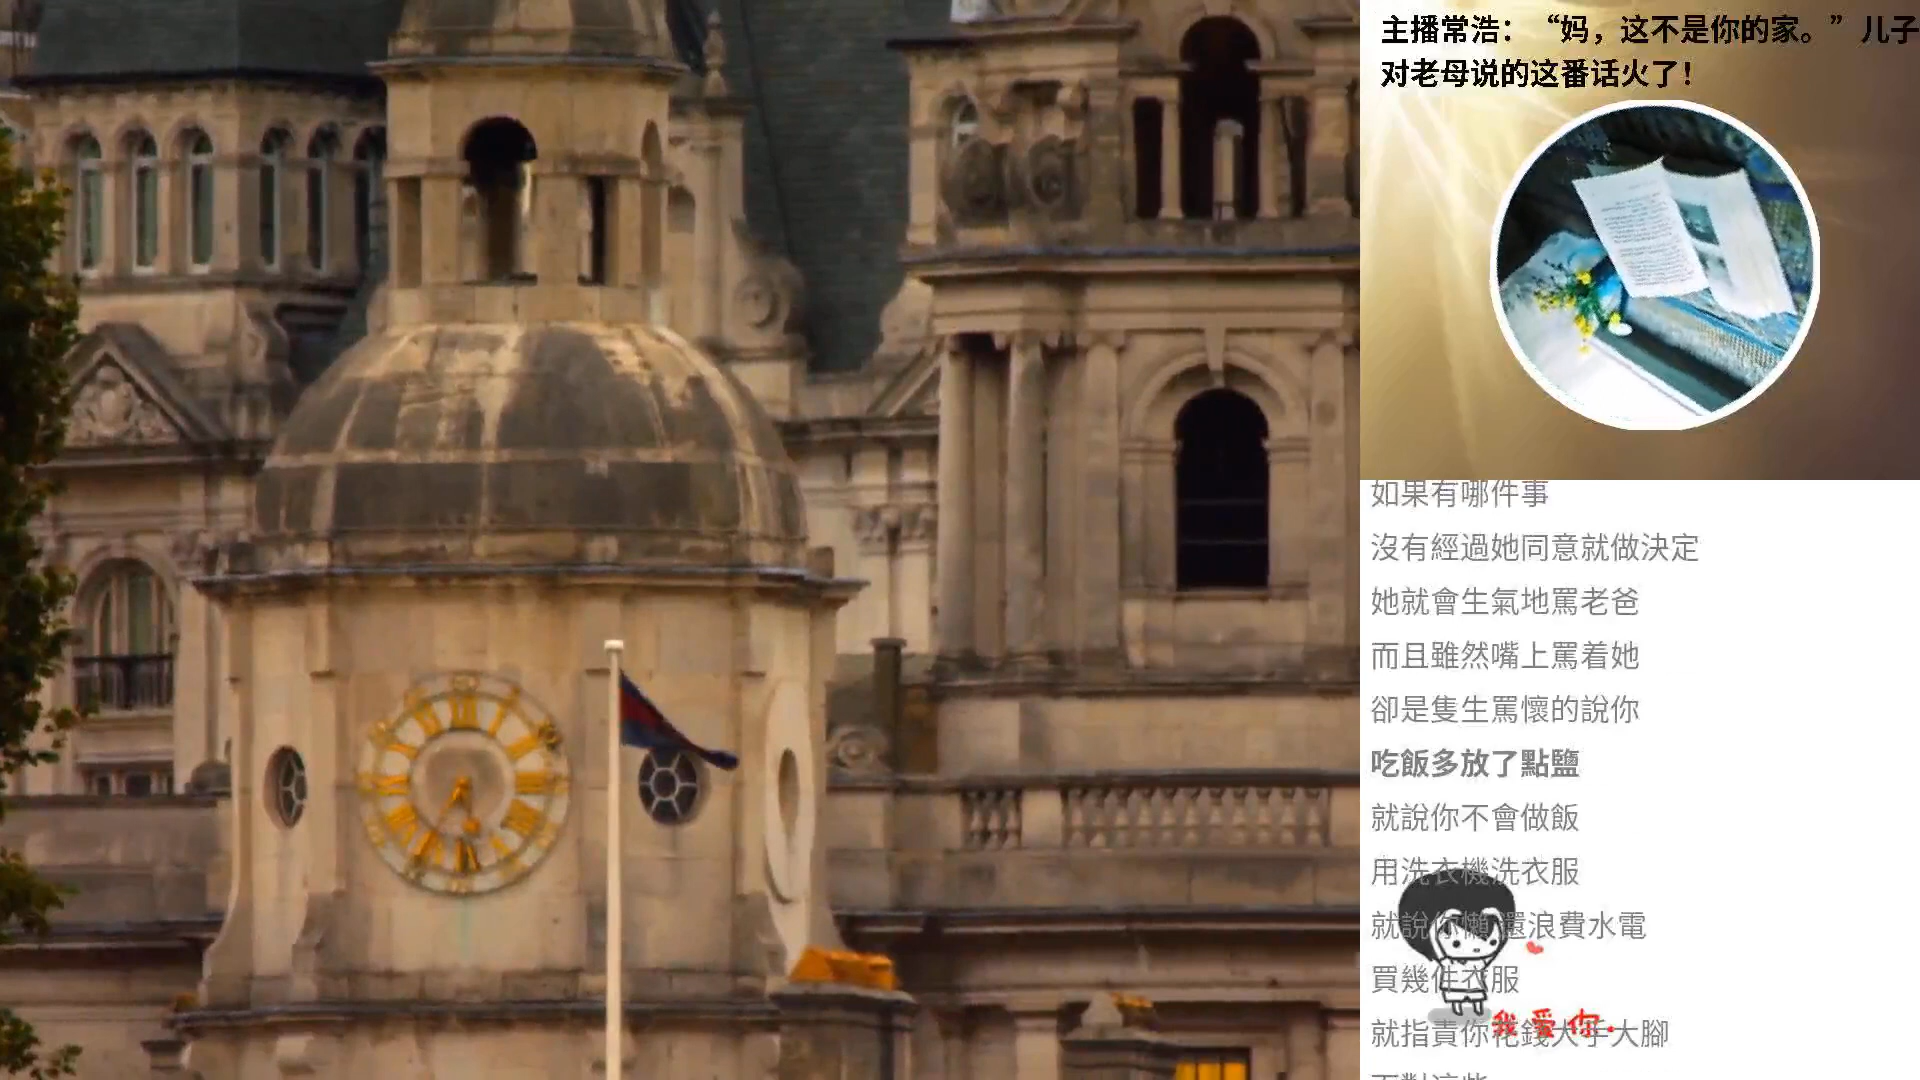 主播常浩：“妈，这不是你的家。”儿子
对老母说的这番话火了！
如果有哪件事
沒有經過她同意就做決定
她就會生氣地罵老爸
而且雖然嘴上罵着她
卻是隻生罵懷的說你
吃飯多放了點鹽
就說你不會做飯
用洗衣機洗衣服
就說你懶還浪費水電
買幾件衣服
就指責你花錢大手大腳
我爱你.